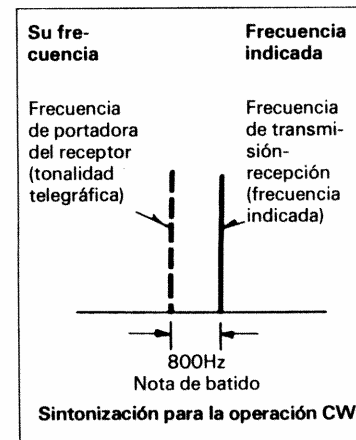 Su fre-
cuencia
Frecuencia
indicada
Frecuencia
de portadora
del receptor
(tonalidad
telegráfica)
Frecuencia
de transmi-
sión-
recepción
(frecuencia
indicada)
800Hz
Nota de batido
Sintonización para la operación CW